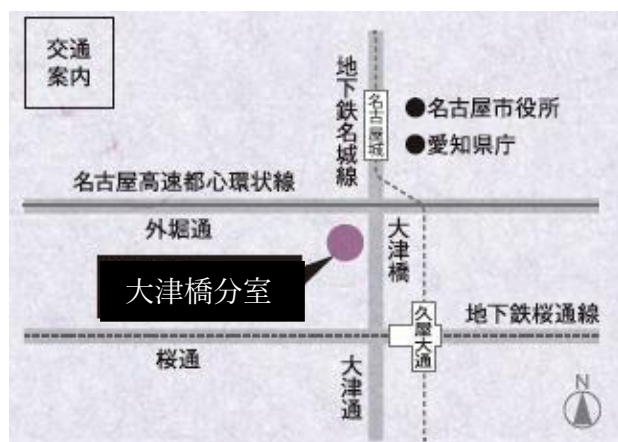 交通
案内
地下鉄名城線
名古屋城
●名古屋市役所
●愛知県庁
名古屋高速都心環状線
外堀通
大津橋
大津橋分室
久屋大通
地下鉄桜通線
桜通
大津通
N